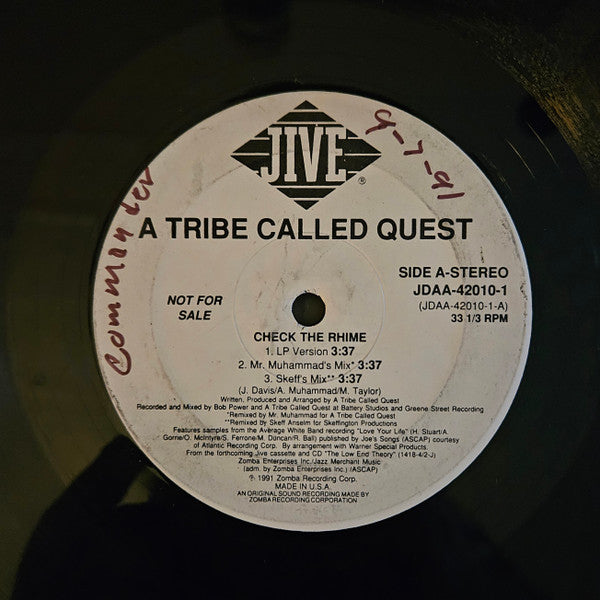 JIVE
®
9-7-91
Commander
A TRIBE CALLED QUEST
SIDE A-STEREO
JDAA-42010-1
(JDAA-42010-1-A)
33 1/3 RPM
NOT FOR
SALE
CHECK THE RHIME
1. LP Version 3:37
2. Mr. Muhammad's Mix* 3:37
3. Skeff's Mix** 3:37
(J. Davis/A. Muhammad/M. Taylor)
Written, Produced and Arranged by A Tribe Called Quest
Recorded and Mixed by Bob Power and A Tribe Called Quest at Battery Studios and Greene Street Recording
*Remixed by Mr. Muhammad for A Tribe Called Quest
**Remixed by Skeff Anselm for Skeffington Productions
Features samples from the Average White Band recording "Love Your Life" (H. Stuart/A.
Gorrie/O. McIntyre/S. Ferrone/M. Duncan/R. Ball) published by Joe's Songs (ASCAP) courtesy
of Atlantic Recording Corp. By arrangement with Warner Special Products.
From the forthcoming Jive cassette and CD "The Low End Theory" (1418-4/2-J)
Zomba Enterprises Inc./Jazz Merchant Music
(adm. by Zomba Enterprises Inc.) (ASCAP)
℗ 1991 Zomba Recording Corp.
MADE IN U.S.A.
AN ORIGINAL SOUND RECORDING MADE BY
ZOMBA RECORDING CORPORATION